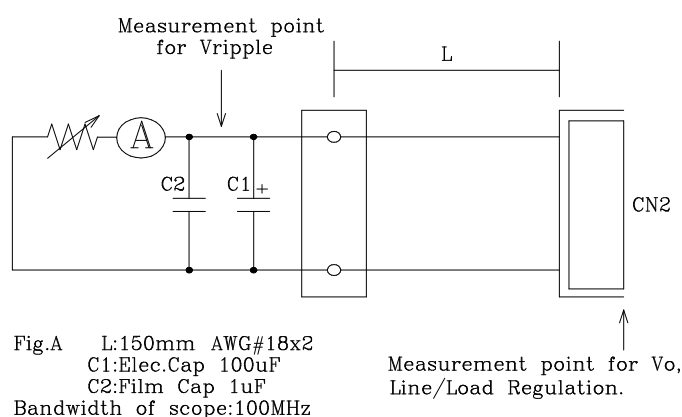 Measurement point
for Vripple
L
A
C2
C1
+
CN2
Fig.A L:150mm AWG#18x2
C1:Elec.Cap 100uF
C2:Film Cap 1uF
Bandwidth of scope:100MHz
Measurement point for Vo,
Line/Load Regulation.